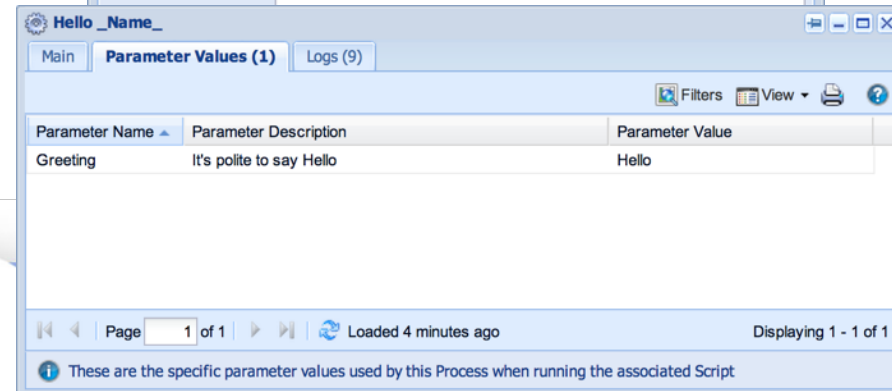 Hello _Name_
Main Parameter Values (1) Logs (9)
Filters View
Parameter Name Parameter Description Parameter Value
Greeting It's polite to say Hello Hello
Page 1 of 1 Loaded 4 minutes ago Displaying 1 - 1 of 1
These are the specific parameter values used by this Process when running the associated Script